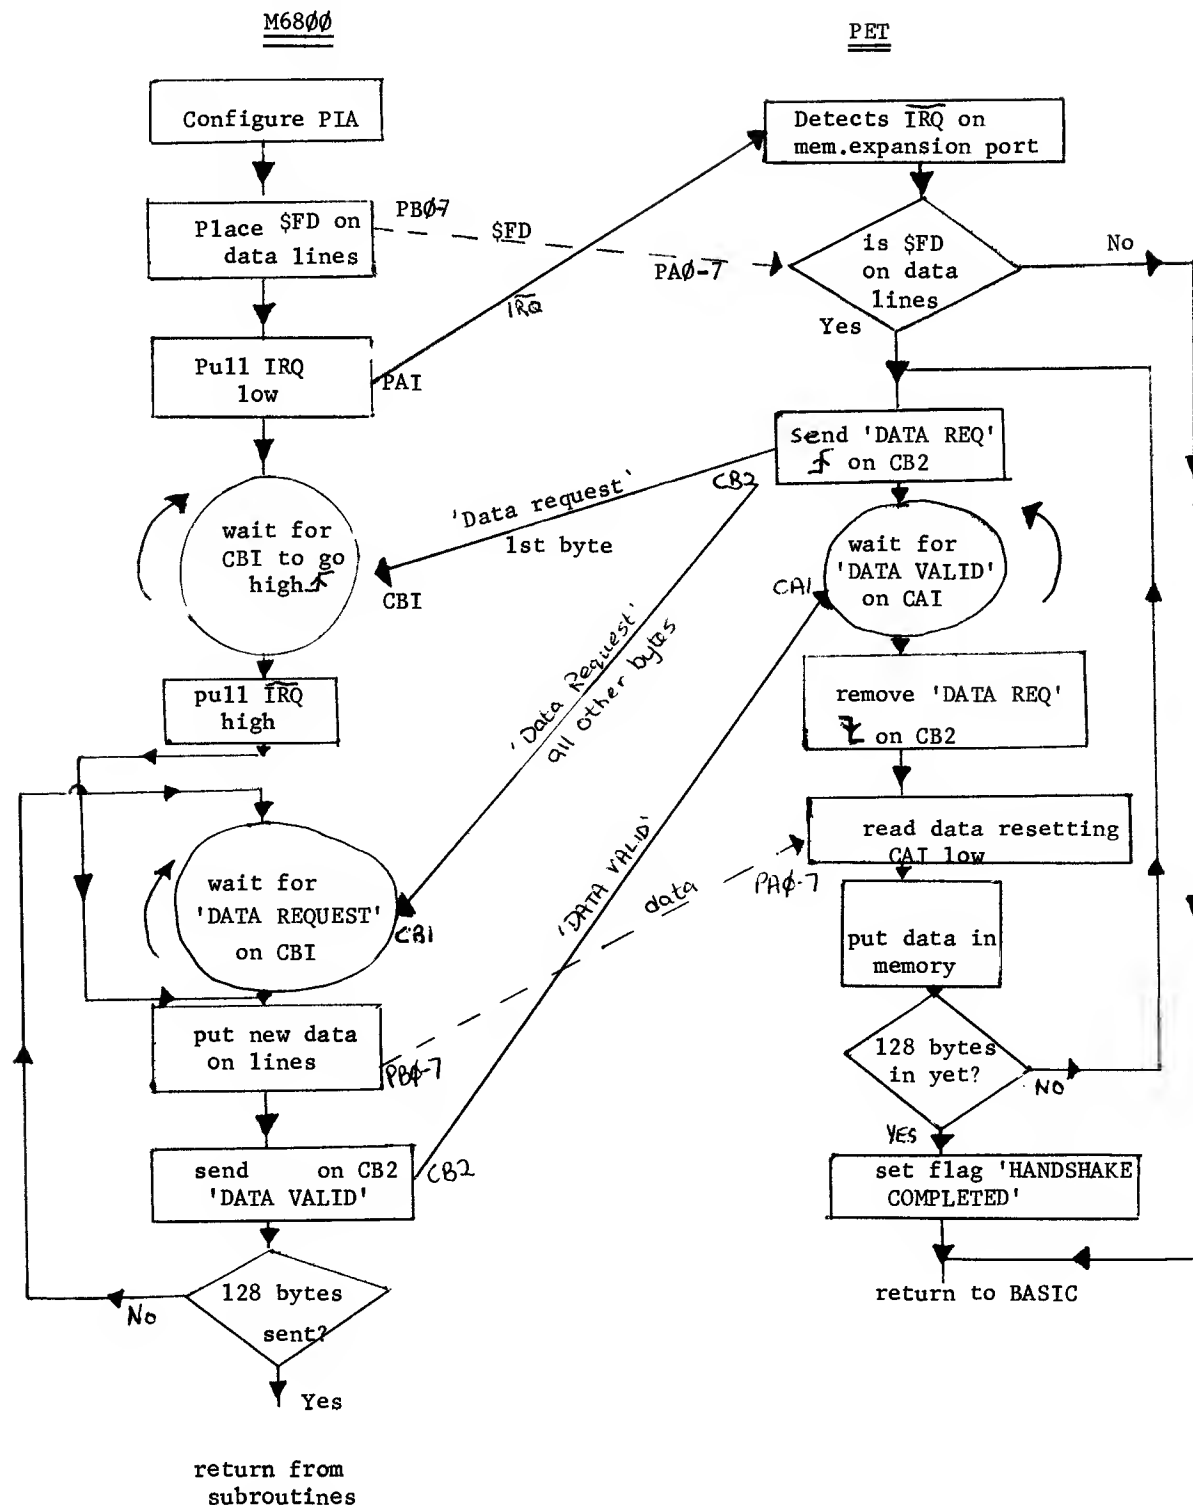 M68ØØ
Configure PIA
Place $FD on
data lines
PBØ-7
$FD
PAØ-7
Pull IRQ
low
PAI
IRQ
wait for
CBI to go
high
CBI
'Data request'
1st byte
pull IRQ
high
'Data Request'
all other bytes
wait for
'DATA REQUEST'
on CBI
CB1
put new data
on lines
PBØ-7
data
PAØ-7
send on CB2
'DATA VALID'
CB2
'DATA VALID'
128 bytes
sent?
No
Yes
return from
subroutines
PET
Detects IRQ on
mem.expansion port
is $FD
on data
lines
No
Yes
send 'DATA REQ'
on CB2
CB2
wait for
'DATA VALID'
on CAI
CA1
remove 'DATA REQ'
on CB2
read data resetting
CAI low
put data in
memory
128 bytes
in yet?
NO
YES
set flag 'HANDSHAKE
COMPLETED'
return to BASIC